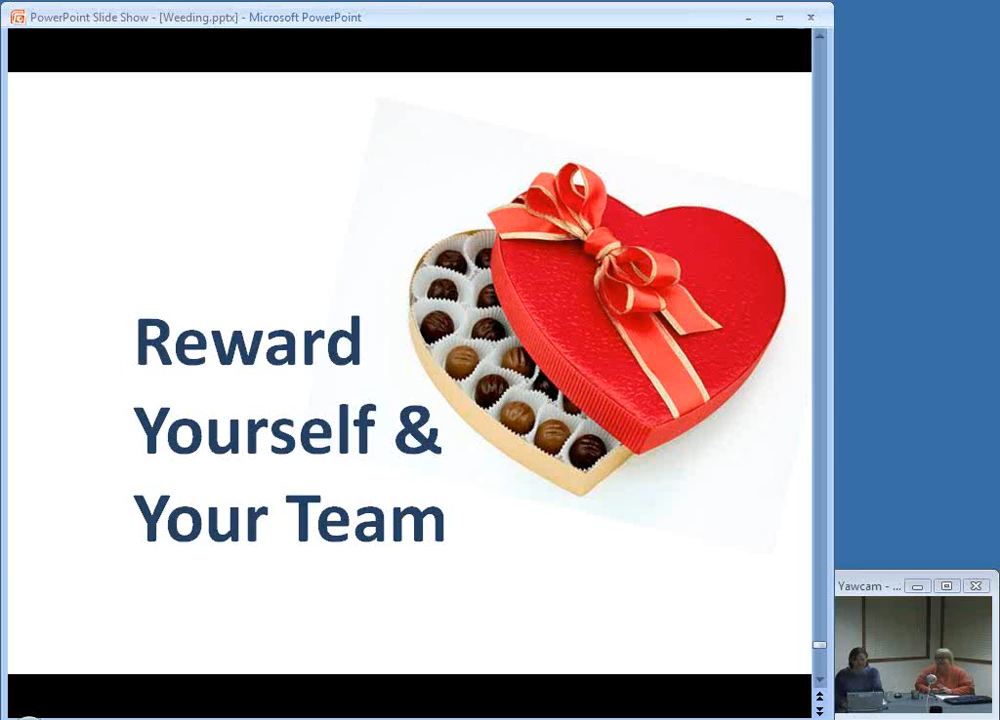 PowerPoint Slide Show - [Weeding.pptx] - Microsoft PowerPoint
Reward
Yourself &
Your Team
Yawcam - ...